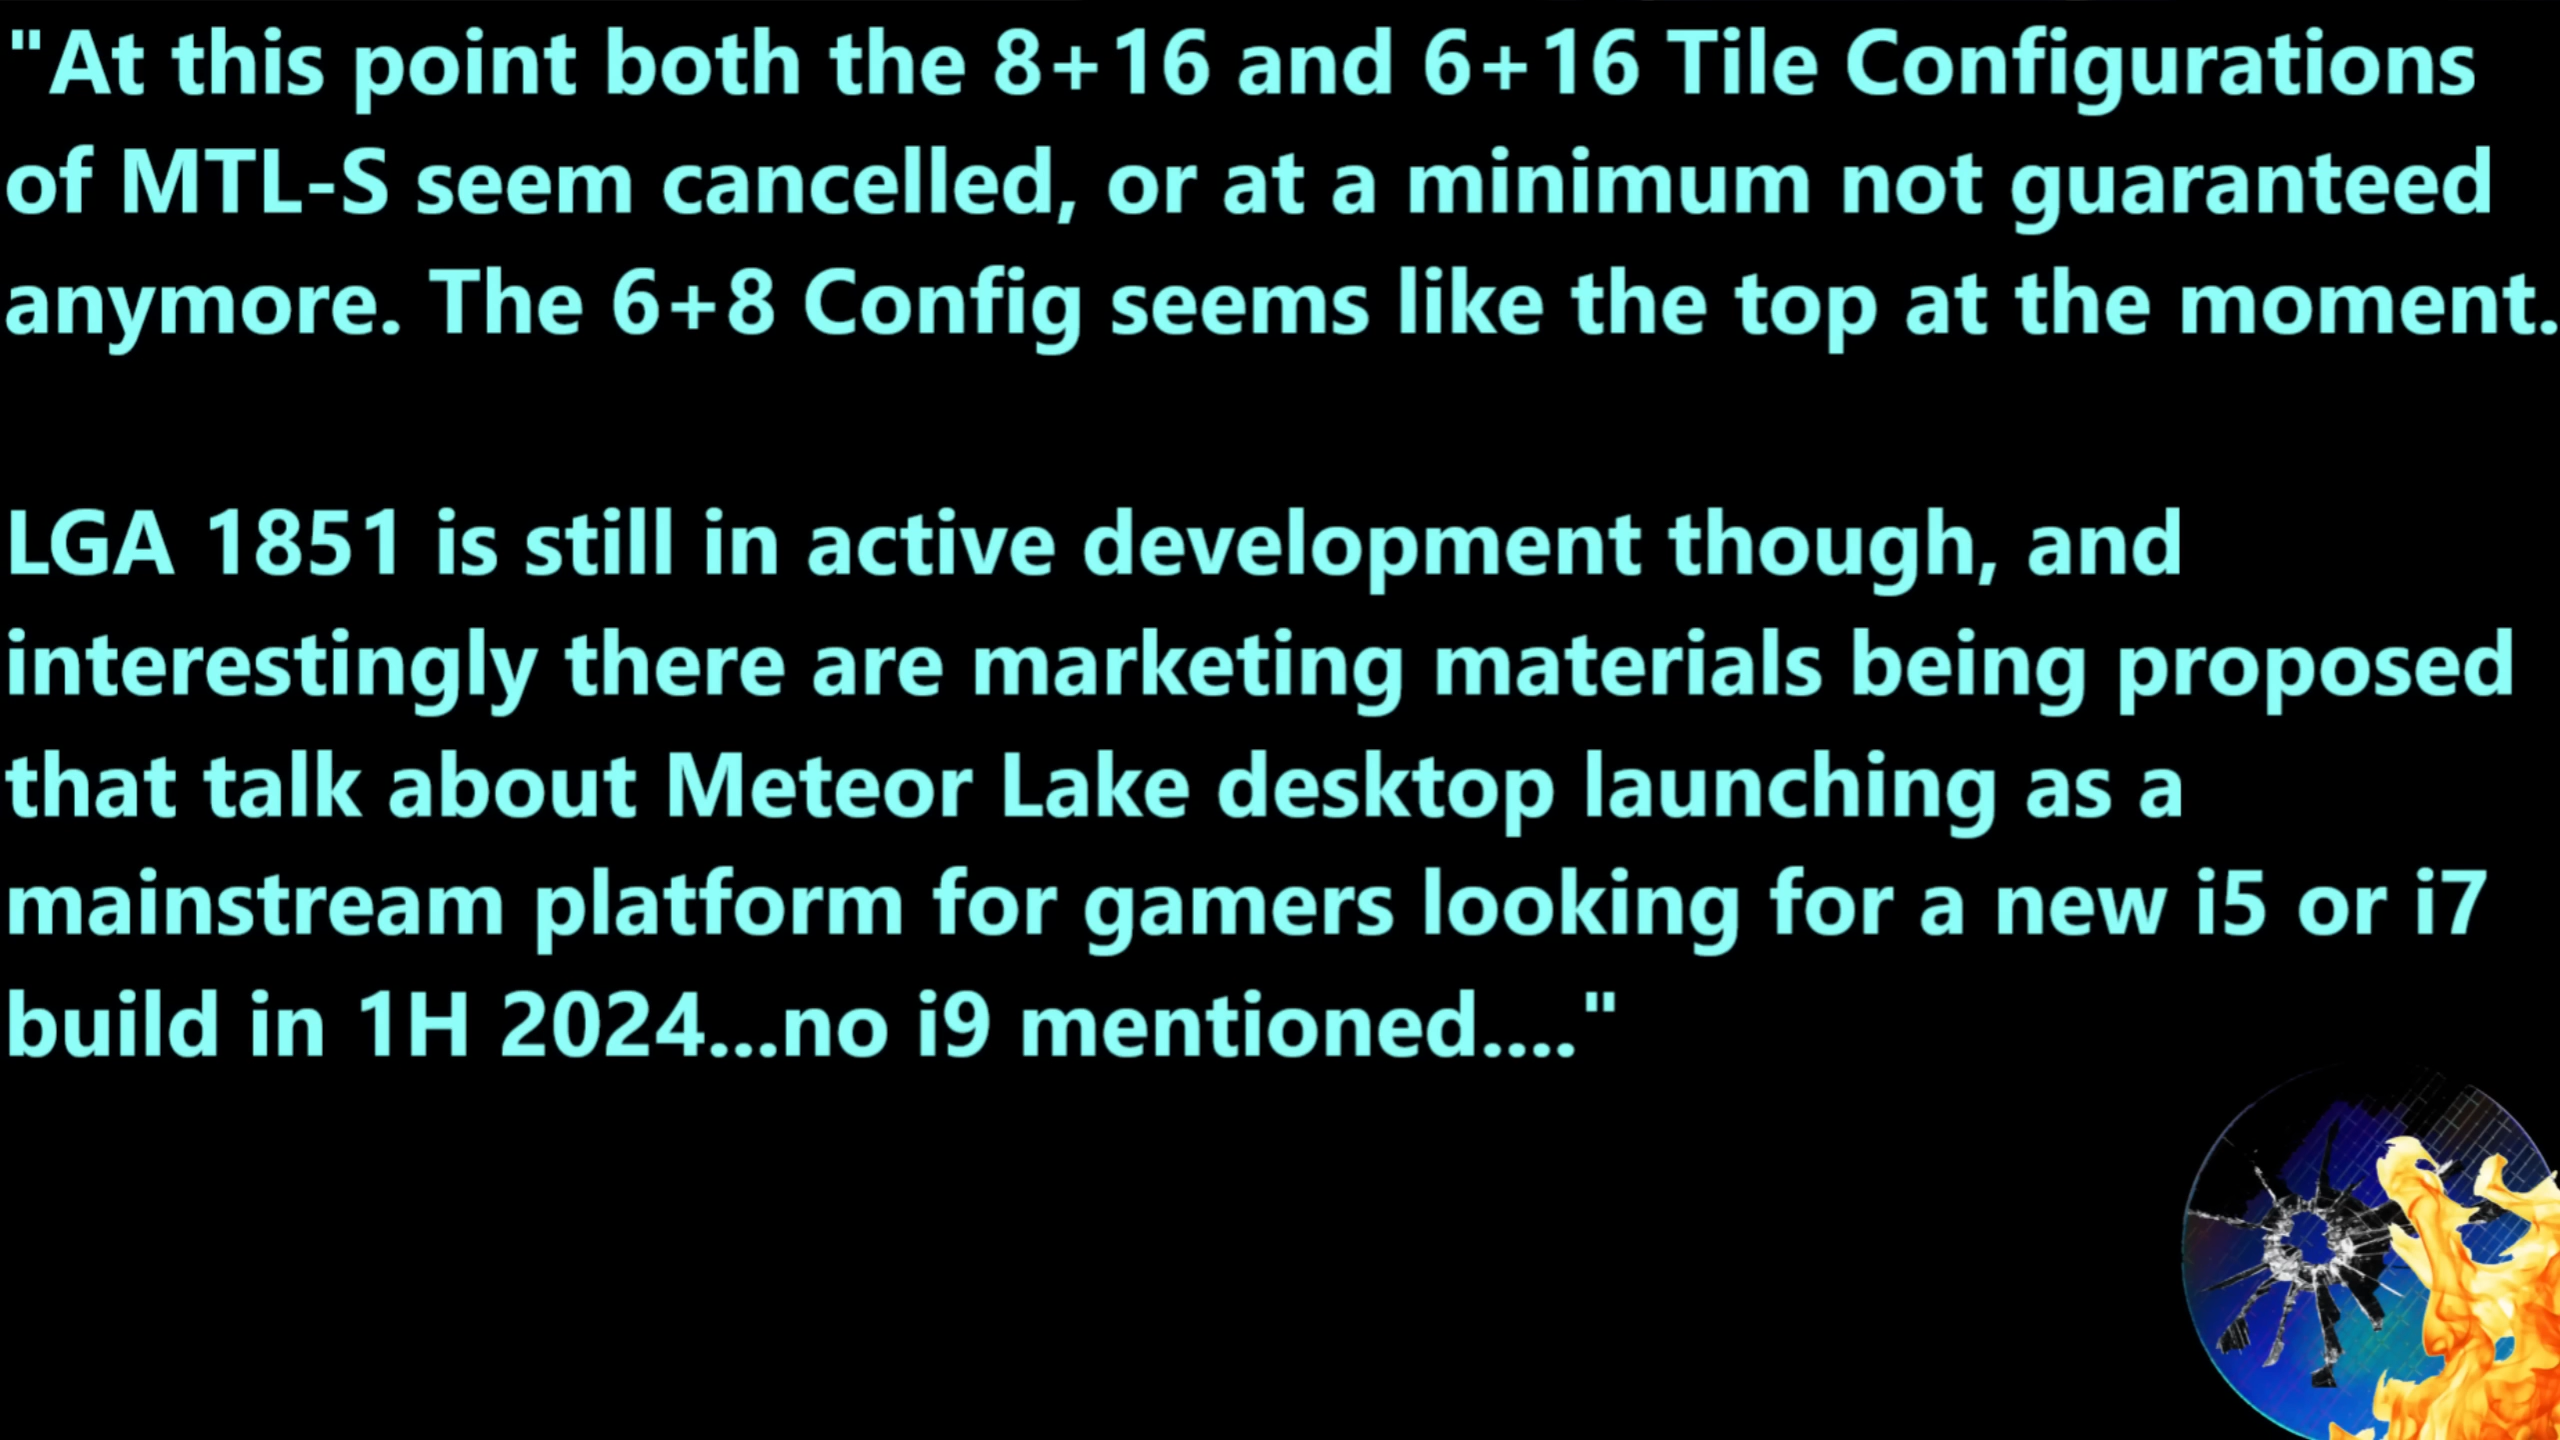 "At this point both the 8+16 and 6+16 Tile Configurations
of MTL-S seem cancelled, or at a minimum not guaranteed
anymore. The 6+8 Config seems like the top at the moment.
LGA 1851 is still in active development though, and
interestingly there are marketing materials being proposed
that talk about Meteor Lake desktop launching as a
mainstream platform for gamers looking for a new i5 or i7
build in 1H 2024...no i9 mentioned...."